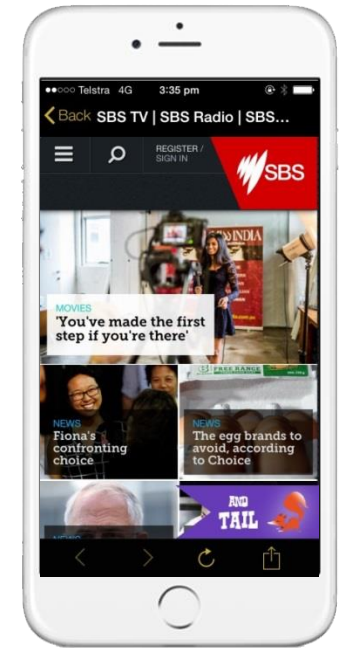 Telstra 4G 3:35 pm
Back SBS TV | SBS Radio | SBS...
REGISTER /
SIGN IN
SBS
INDIA
MOVIES
'You've made the first
step if you're there'
FREE RANGE
NEWS
Fiona's
confronting
choice
NEWS
The egg brands to
avoid, according
to Choice
AND
TAIL
NEWS